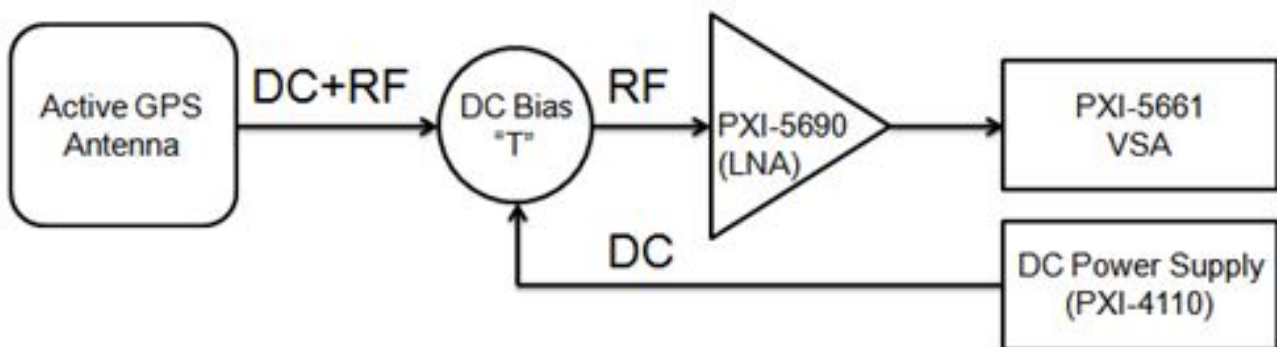 Active GPS
Antenna
DC+RF
DC Bias
"T"
RF
PXI-5690
(LNA)
PXI-5661
VSA
DC
DC Power Supply
(PXI-4110)